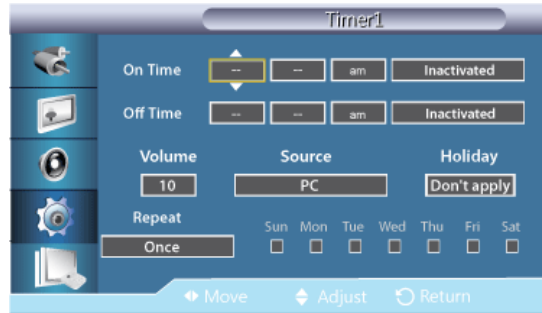 Timer1
On Time -- -- am Inactivated
Off Time -- -- am Inactivated
Volume Source Holiday
10 PC Don't apply
Repeat Sun Mon Tue Wed Thu Fri Sat
Once
Move Adjust Return